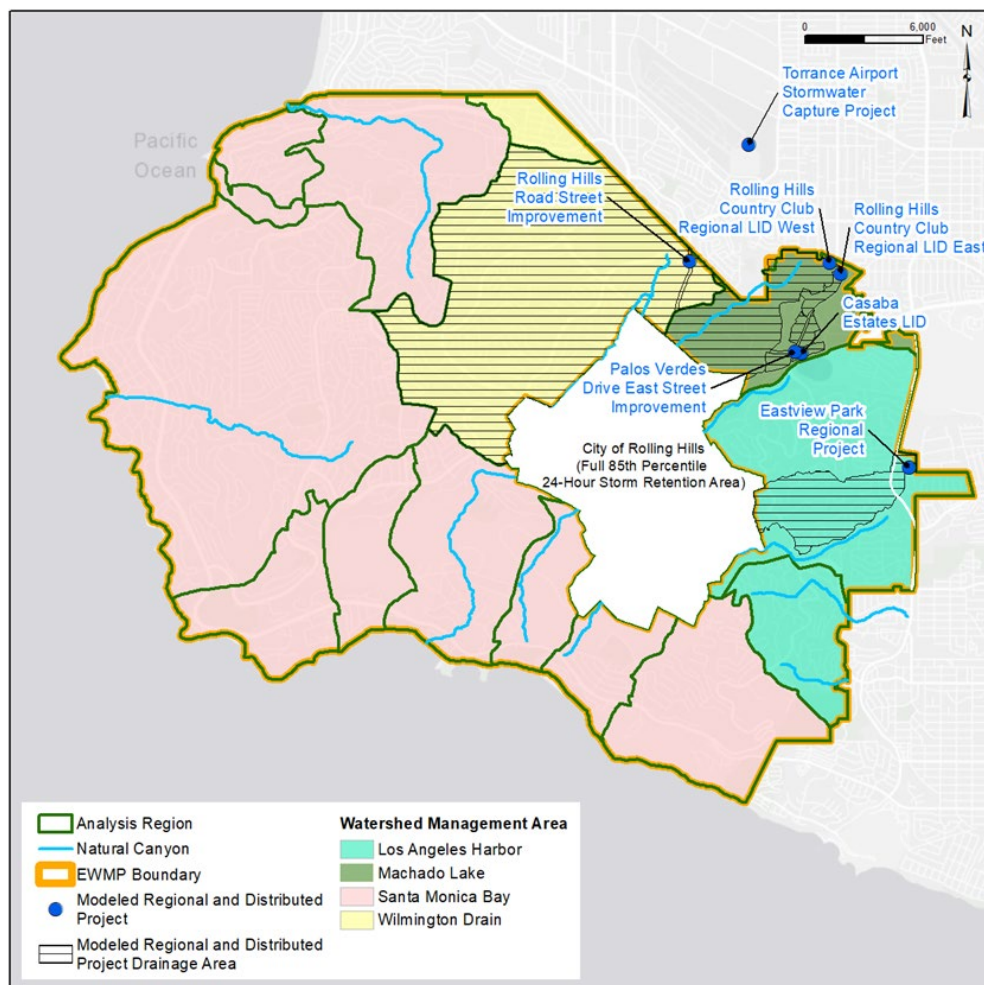 0
6,000
Feet
N
Torrance Airport
Stormwater
Capture Project
Pacific
Ocean
Rolling Hills
Road Street
Improvement
Rolling Hills
Country Club
Regional LID West
Rolling Hills
Country Club
Regional LID East
Casaba
Estates LID
Palos Verdes
Drive East Street
Improvement
Eastview Park
Regional
Project
City of Rolling Hills
(Full 85th Percentile
24-Hour Storm Retention Area)
Analysis Region
Natural Canyon
EWMP Boundary
Modeled Regional and Distributed
Project
Modeled Regional and Distributed
Project Drainage Area
Watershed Management Area
Los Angeles Harbor
Machado Lake
Santa Monica Bay
Wilmington Drain